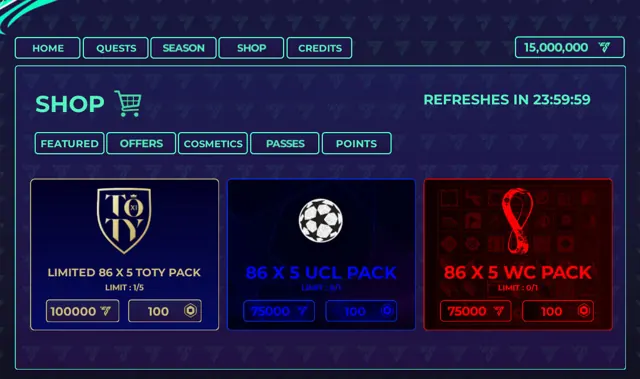 HOME QUESTS SEASON SHOP CREDITS 15,000,000
SHOP
REFRESHES IN 23:59:59
FEATURED OFFERS COSMETICS PASSES POINTS
TÔTY XI
LIMITED 86 X 5 TOTY PACK
LIMIT : 1/5
100000 100
86 X 5 UCL PACK
75000 100
86 X 5 WC PACK
LIMIT : 0/1
75000 100